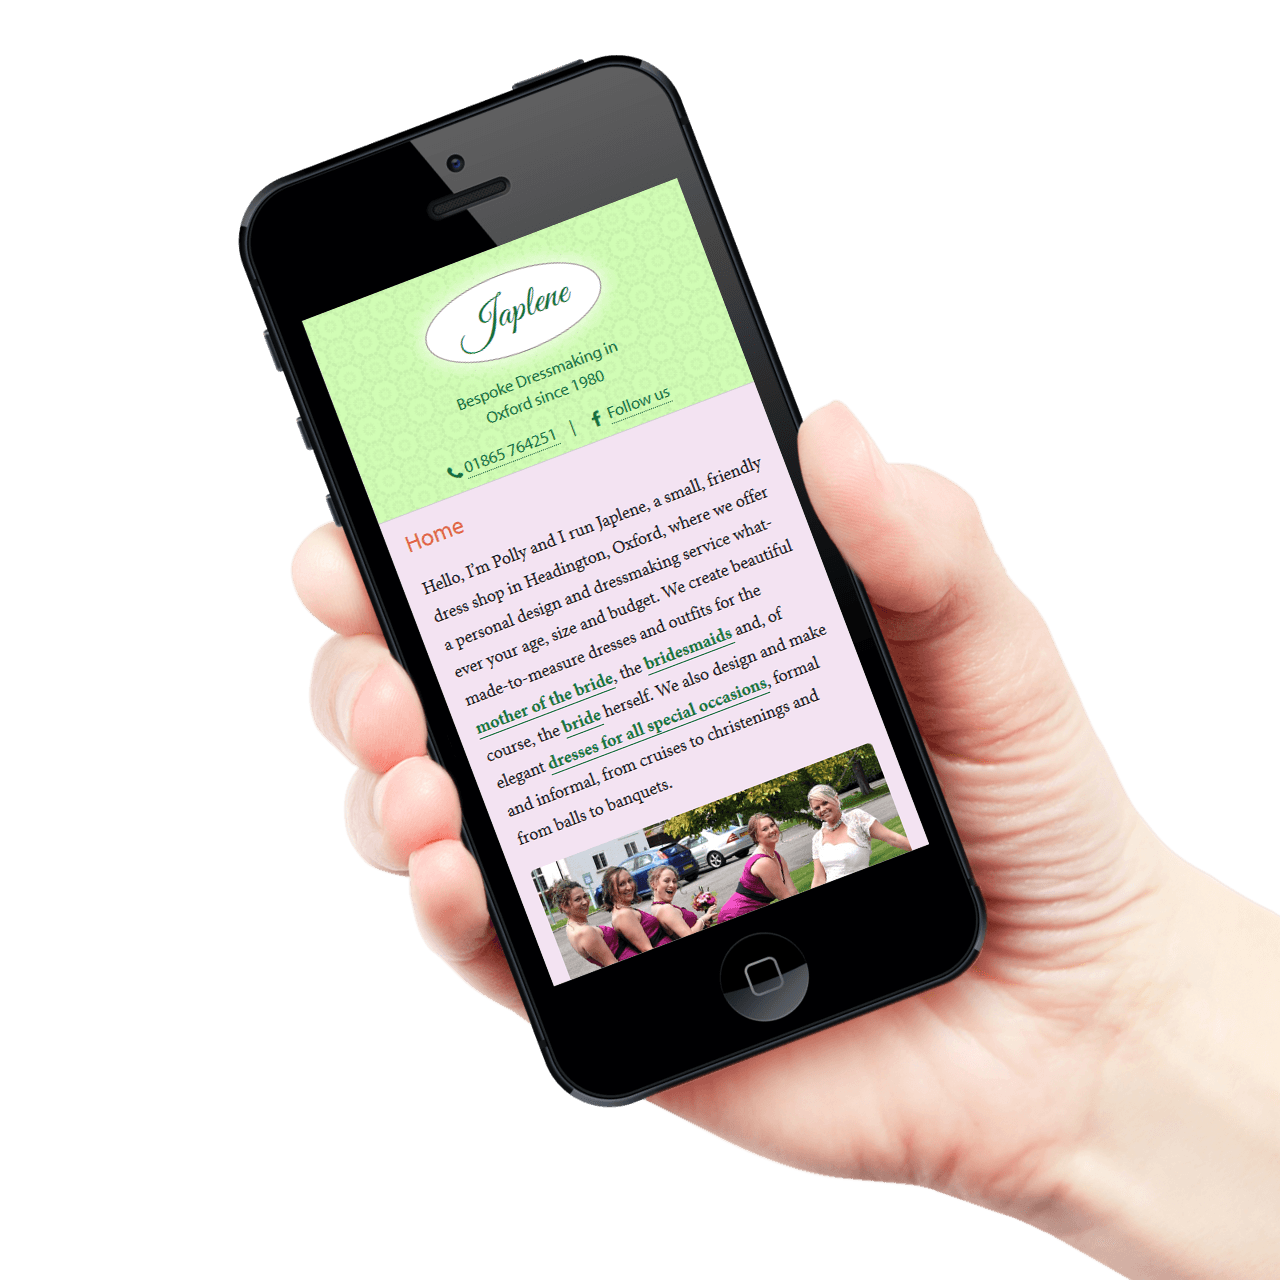 Japlene
Bespoke Dressmaking in
Oxford since 1980
01865 764251 | Follow us
Home
Hello, I'm Polly and I run Japlene, a small, friendly
dress shop in Headington, Oxford, where we offer
a personal design and dressmaking service what-
ever your age, size and budget. We create beautiful
made-to-measure dresses and outfits for the
mother of the bride, the bridesmaids and, of
course, the bride herself. We also design and make
elegant dresses for all special occasions, formal
and informal, from cruises to christenings and
from balls to banquets.